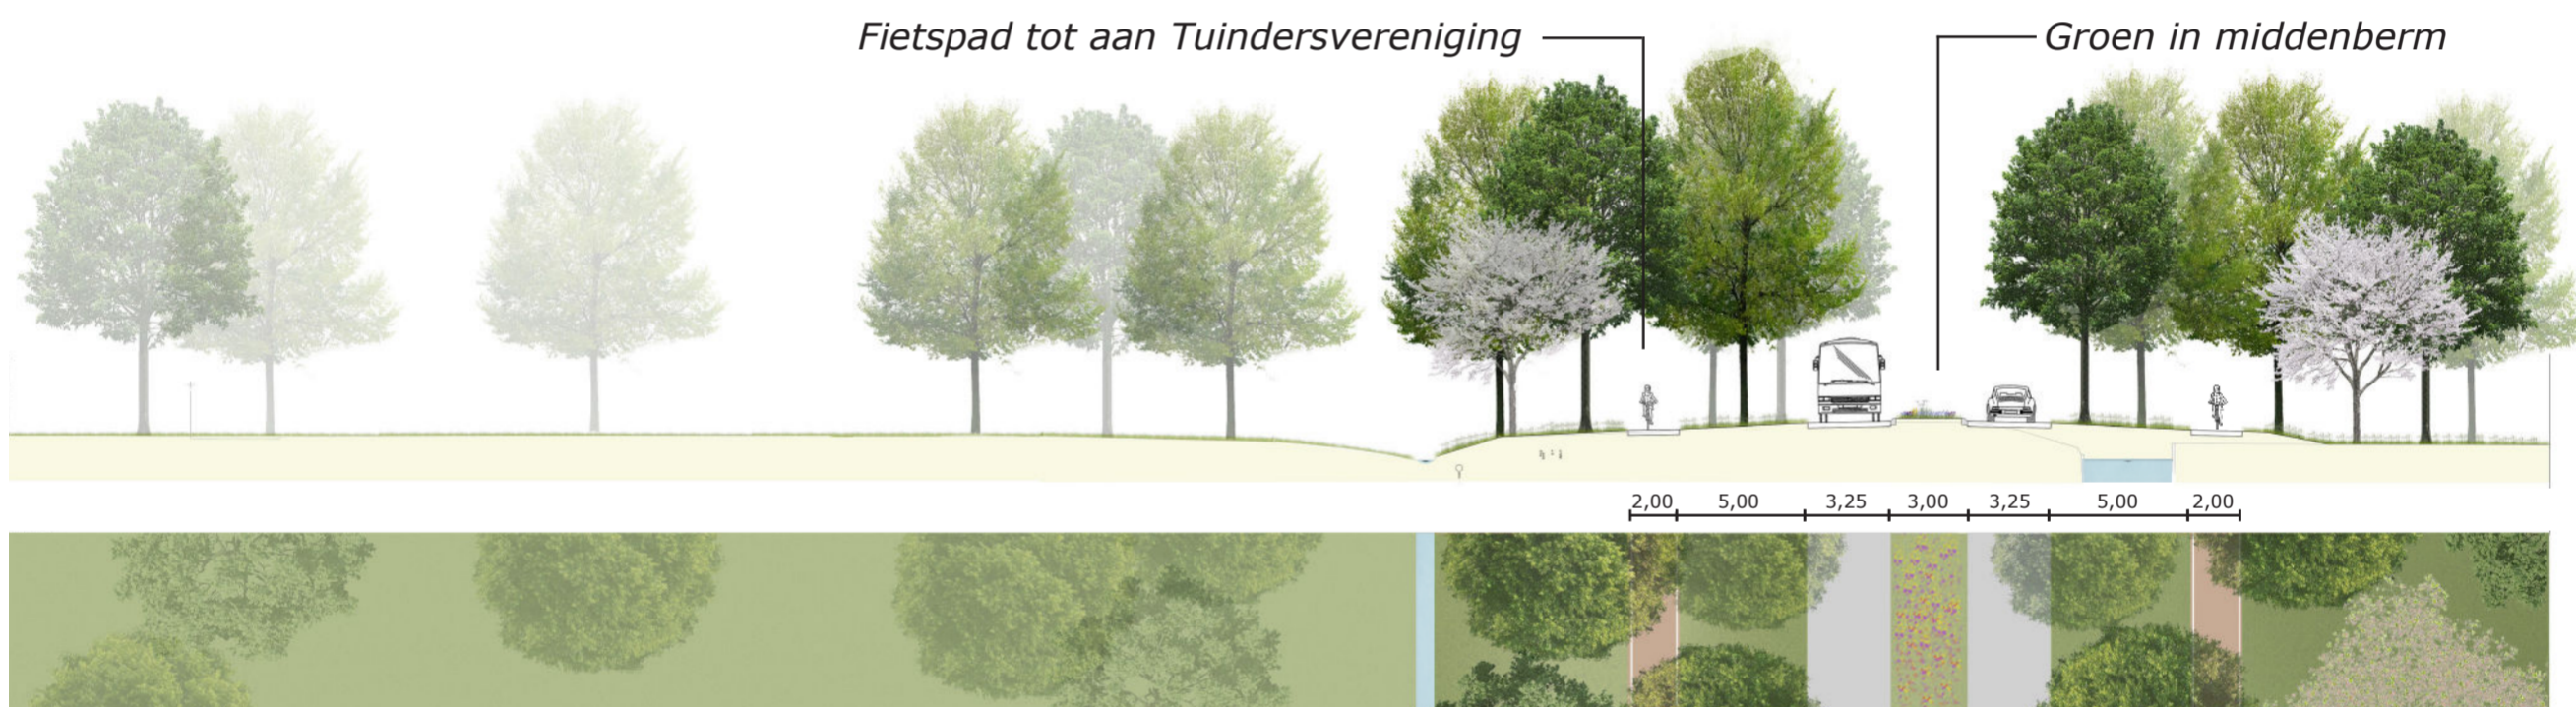 Fietspad tot aan Tuindersvereniging
Groen in middenberm
2,00 5,00 3,25 3,00 3,25 5,00 2,00